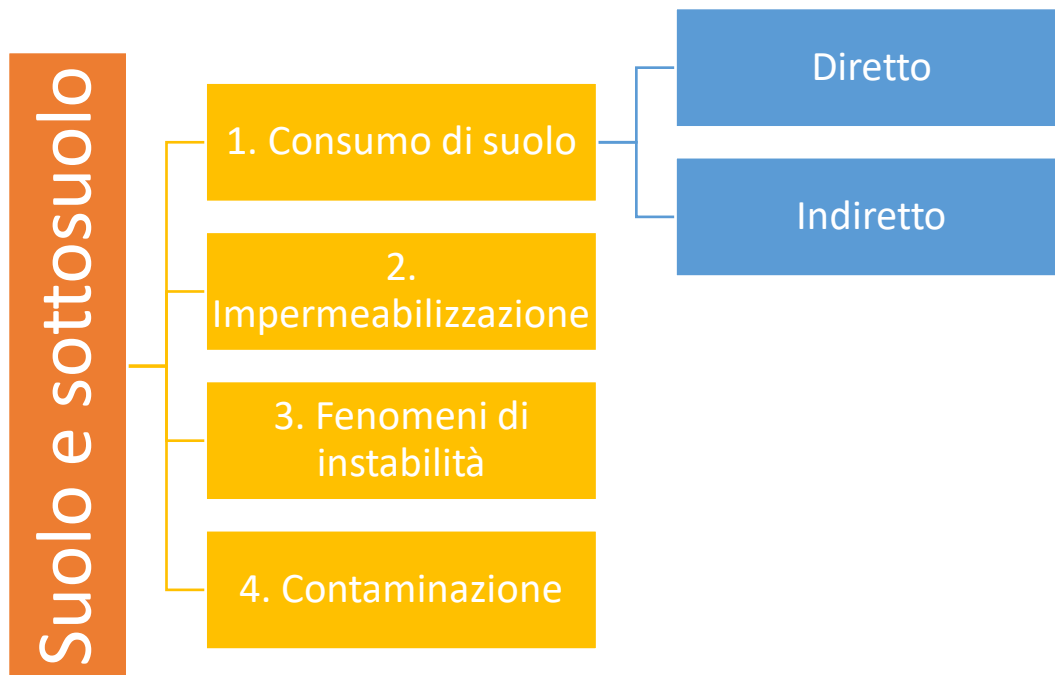 Suolo e sottosuolo
1. Consumo di suolo
Diretto
Indiretto
2.
Impermeabilizzazione
3. Fenomeni di
instabilità
4. Contaminazione